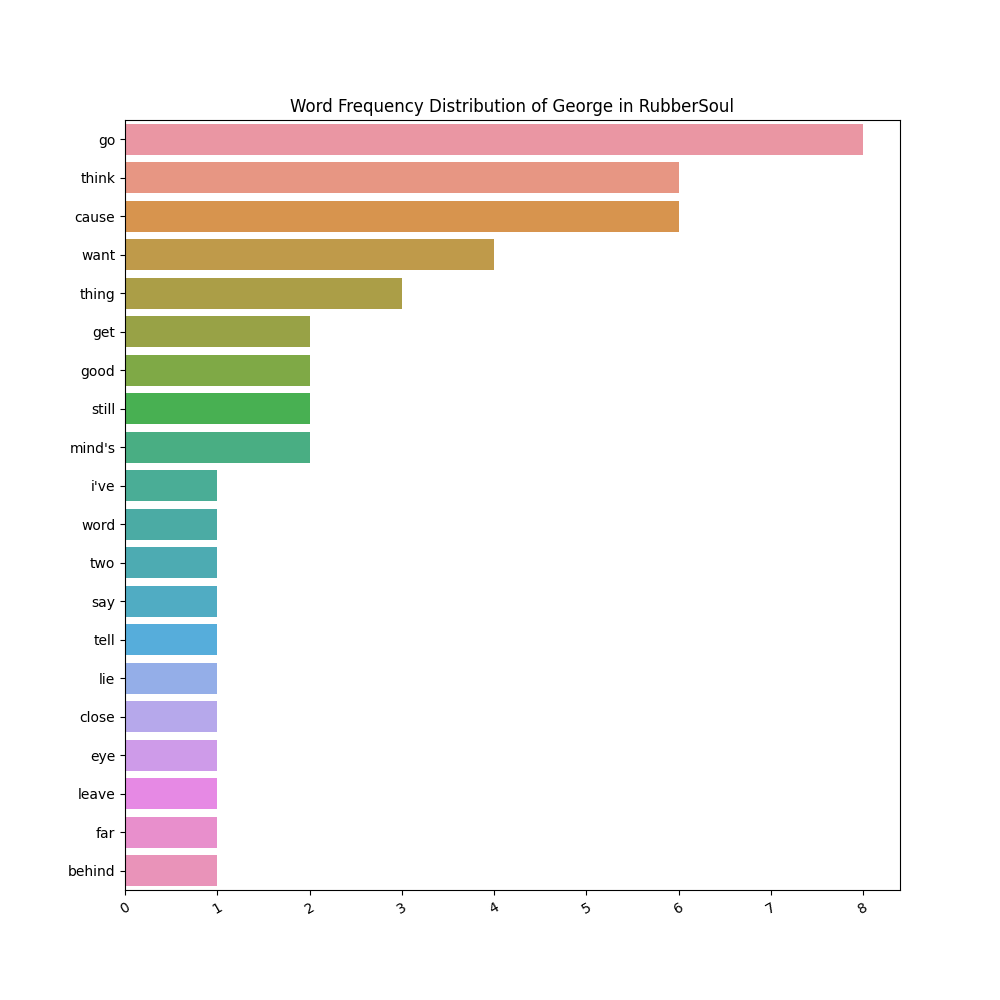 Word Frequency Distribution of George in RubberSoul
go
think
cause
want
thing
get
good
still
mind's
i've
word
two
say
tell
lie
close
eye
leave
far
behind
0 1 2 3 4 5 6 7 8